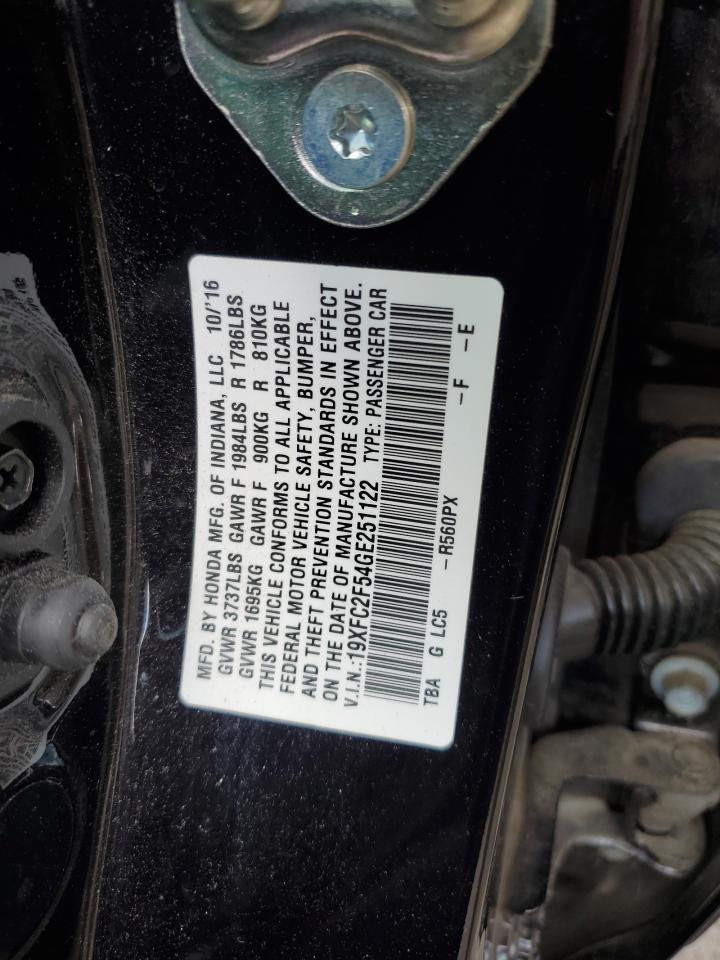 MFD. BY HONDA MFG. OF INDIANA, LLC 10/'16
GVWR 3737LBS GAWR F 1984LBS R 1786LBS
GVWR 1695KG GAWR F 900KG R 810KG
THIS VEHICLE CONFORMS TO ALL APPLICABLE
FEDERAL MOTOR VEHICLE SAFETY, BUMPER,
AND THEFT PREVENTION STANDARDS IN EFFECT
ON THE DATE OF MANUFACTURE SHOWN ABOVE.
V.I.N.:19XFC2F54GE251122 TYPE: PASSENGER CAR
TBA G LC5 -R560PX -F -E